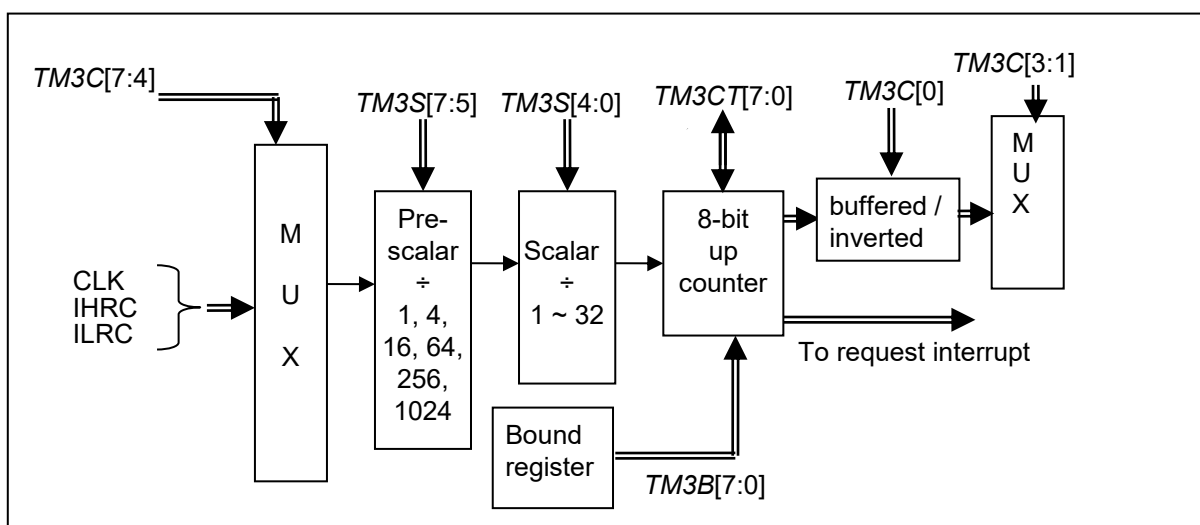 TM3C[7:4]
TM3S[7:5]
TM3S[4:0]
TM3CT[7:0]
TM3C[0]
TM3C[3:1]
CLK
IHRC
ILRC
M
U
X
Pre-
scalar
÷
1, 4,
16, 64,
256,
1024
Scalar
÷
1 ~ 32
8-bit
up
counter
buffered /
inverted
M
U
X
To request interrupt
Bound
register
TM3B[7:0]